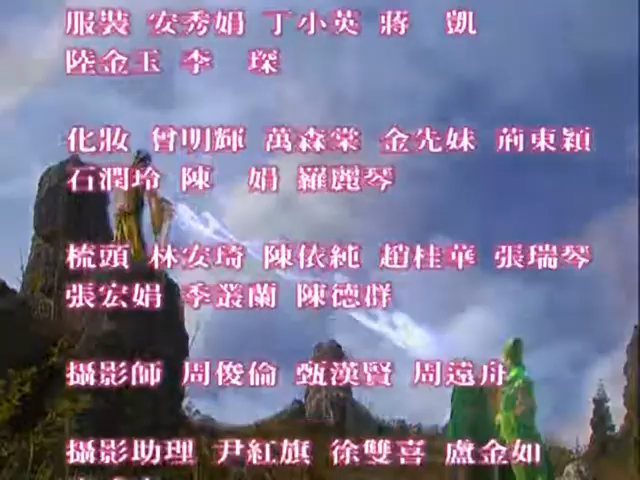 服裝 安秀娟 丁小英 蔣 凱
陸金玉 李 琛
化妝 曾明輝 萬森棠 金先妹 荊東穎
石潤玲 陳 娟 羅麗琴
梳頭 林安琦 陳依純 趙桂華 張瑞琴
張宏娟 季叢蘭 陳德群
攝影師 周俊倫 甄漢賢 周遠舟
攝影助理 尹紅旗 徐雙喜 盧金如